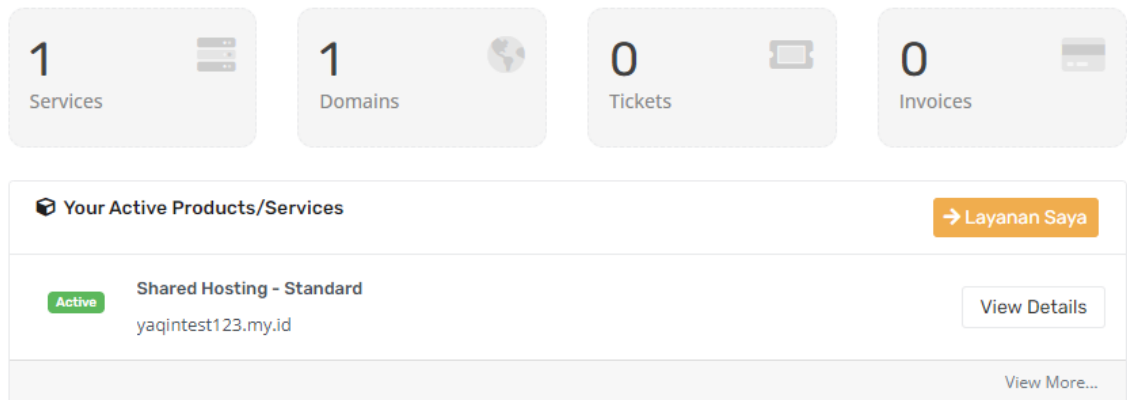 1
Services
1
Domains
0
Tickets
0
Invoices
Your Active Products/Services
Layanan Saya
Active
Shared Hosting - Standard
yaqintest123.my.id
View Details
View More...